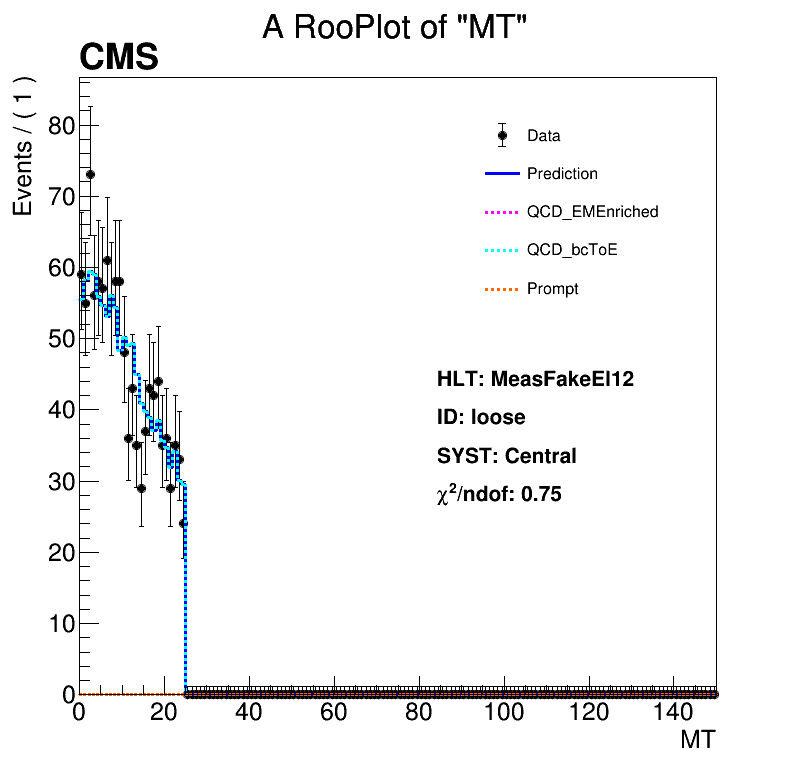 A RooPlot of "MT"
CMS
Events / ( 1 )
80
70
60
50
40
30
20
10
0
Data
Prediction
QCD_EMEnriched
QCD_bcToE
Prompt
HLT: MeasFakeEl12
ID: loose
SYST: Central
χ²/ndof: 0.75
0 20 40 60 80 100 120 140
MT